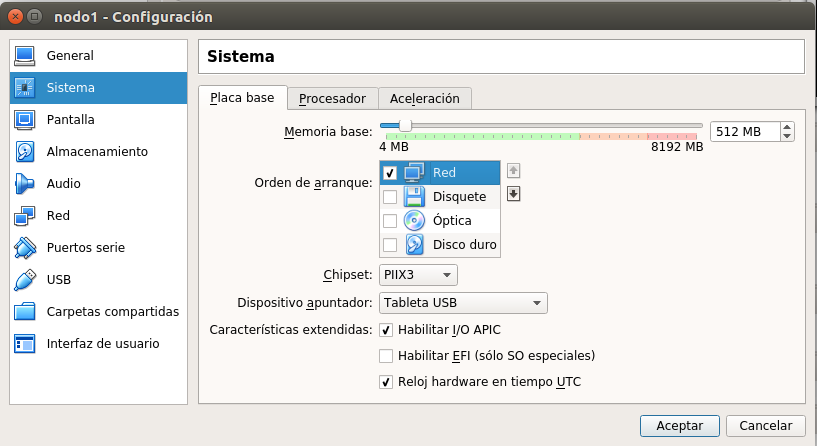 nodo1 - Configuración
General
Sistema
Pantalla
Almacenamiento
Audio
Red
Puertos serie
USB
Carpetas compartidas
Interfaz de usuario
Sistema
Placa base Procesador Aceleración
Memoria base: 512 MB
4 MB 8192 MB
Orden de arranque: Red
Disquete
Óptica
Disco duro
Chipset: PIIX3
Dispositivo apuntador: Tableta USB
Características extendidas: Habilitar I/O APIC
Habilitar EFI (sólo SO especiales)
Reloj hardware en tiempo UTC
Aceptar Cancelar